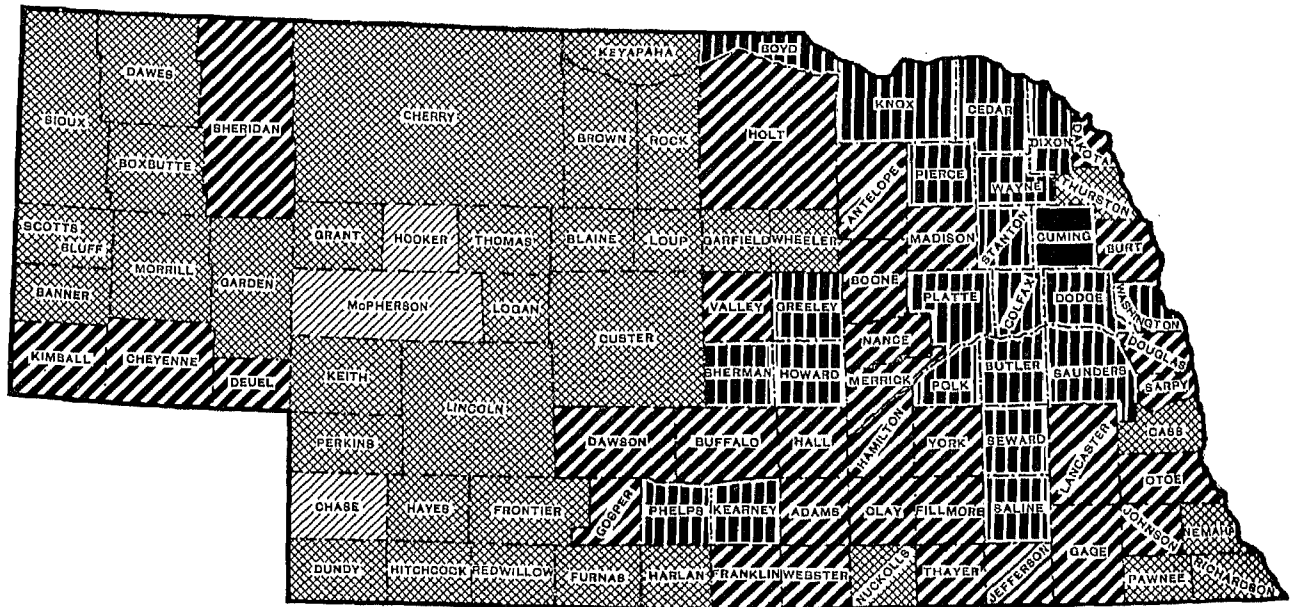 BOYD
KEYAPAHA
DAWES
KNOX
CEDAR
SIOUX
SHERIDAN
CHERRY
BROWN
ROCK
HOLT
DIXON
DAKOTA
BOXBUTTE
PIERCE
WAYNE
THURSTON
ANTELOPE
SCOTTS
BLUFF
GRANT
HOOKER
THOMAS
BLAINE
LOUP
GARFIELD
WHEELER
MADISON
STANTON
CUMING
BURT
MORRILL
GARDEN
BANNER
McPHERSON
LOGAN
CUSTER
VALLEY
GREELEY
BOONE
PLATTE
COLFAX
DODGE
WASHINGTON
KIMBALL
CHEYENNE
DEUEL
KEITH
LINCOLN
SHERMAN
HOWARD
NANCE
MERRICK
POLK
BUTLER
SAUNDERS
DOUGLAS
SARPY
PERKINS
DAWSON
BUFFALO
HALL
HAMILTON
YORK
SEWARD
LANCASTER
CASS
OTOE
CHASE
HAYES
FRONTIER
GOSPER
PHELPS
KEARNEY
ADAMS
CLAY
FILLMORE
SALINE
JOHNSON
NEMAHA
DUNDY
HITCHCOCK
REDWILLOW
FURNAS
HARLAN
FRANKLIN
WEBSTER
NUCKOLLS
THAYER
JEFFERSON
GAGE
PAWNEE
RICHARDSON